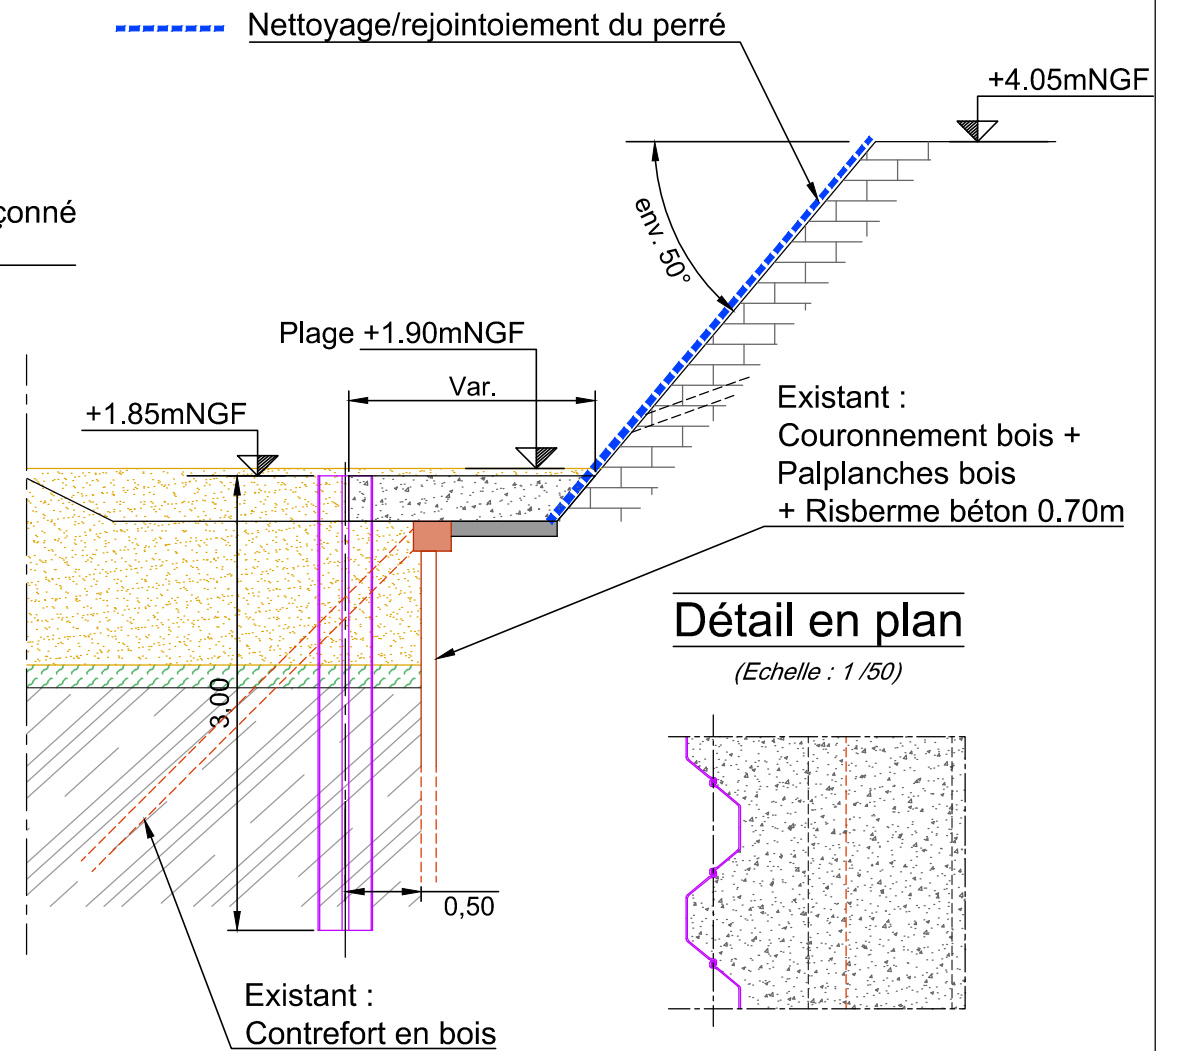 Nettoyage/rejointoiement du perré
+4.05mNGF
çonné
env. 50°
Plage +1.90mNGF
Var.
+1.85mNGF
Existant :
Couronnement bois +
Palplanches bois
+ Risberme béton 0.70m
Détail en plan
(Echelle : 1/50)
3,00
0,50
Existant :
Contrefort en bois